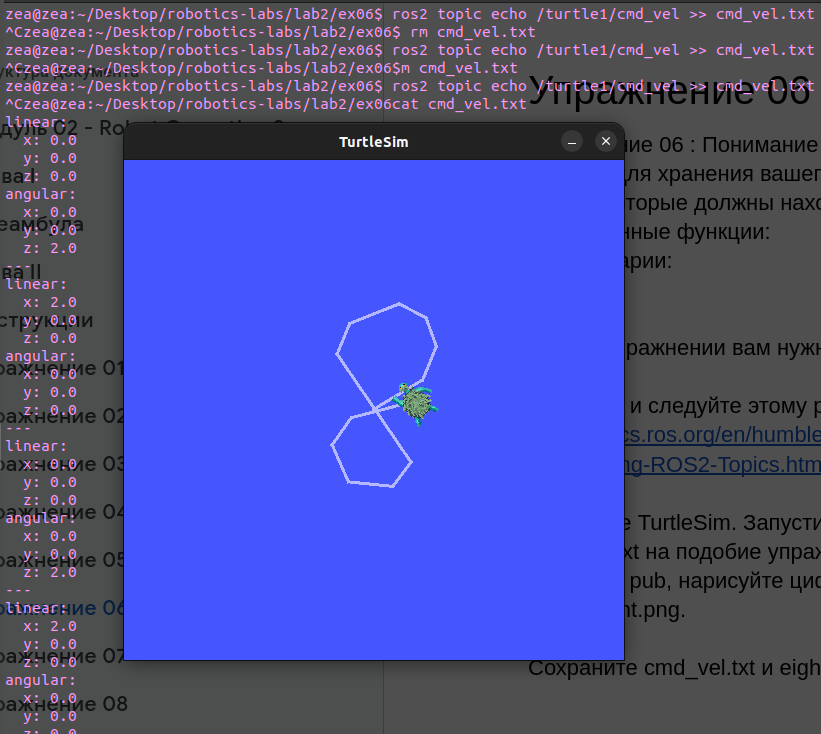 zea@zea:~/Desktop/robotics-labs/lab2/ex06$ ros2 topic echo /turtle1/cmd_vel >> cmd_vel.txt
^Czea@zea:~/Desktop/robotics-labs/lab2/ex06$ rm cmd_vel.txt
zea@zea:~/Desktop/robotics-labs/lab2/ex06$ ros2 topic echo /turtle1/cmd_vel >> cmd_vel.txt
^Czea@zea:~/Desktop/robotics-labs/lab2/ex06$m cmd_vel.txt
zea@zea:~/Desktop/robotics-labs/lab2/ex06$ ros2 topic echo /turtle1/cmd_vel >> cmd_vel.txt
^Czea@zea:~/Desktop/robotics-labs/lab2/ex06cat cmd_vel.txt
linear:
x: 0.0
y: 0.0
z: 0.0
angular:
x: 0.0
y: 0.0
z: 2.0
---
linear:
x: 2.0
y: 0.0
z: 0.0
angular:
x: 0.0
y: 0.0
z: 0.0
---
linear:
x: 0.0
y: 0.0
z: 0.0
angular:
x: 0.0
y: 0.0
z: 2.0
---
linear:
x: 2.0
y: 0.0
z: 0.0
angular:
x: 0.0
y: 0.0
z: 0.0
TurtleSim
уктура документа
дуль 02 -
ва I
еамбула
ва II
струкции
ражнение 01
ражнение 02
ражнение 03
ражнение 04
ражнение 05
ражнение 06
ражнение 07
ражнение 08
Упражнение 06
ние 06 : Понимание
ля хранения вашег
торые должны нахо
нные функции:
арии:
ражнении вам нужн
и следуйте этому р
cs.ros.org/en/humble
ng-ROS2-Topics.htm
е TurtleSim. Запусти
xt на подобие упраж
pub, нарисуйте циф
nt.png.
Сохраните cmd_vel.txt и eigh